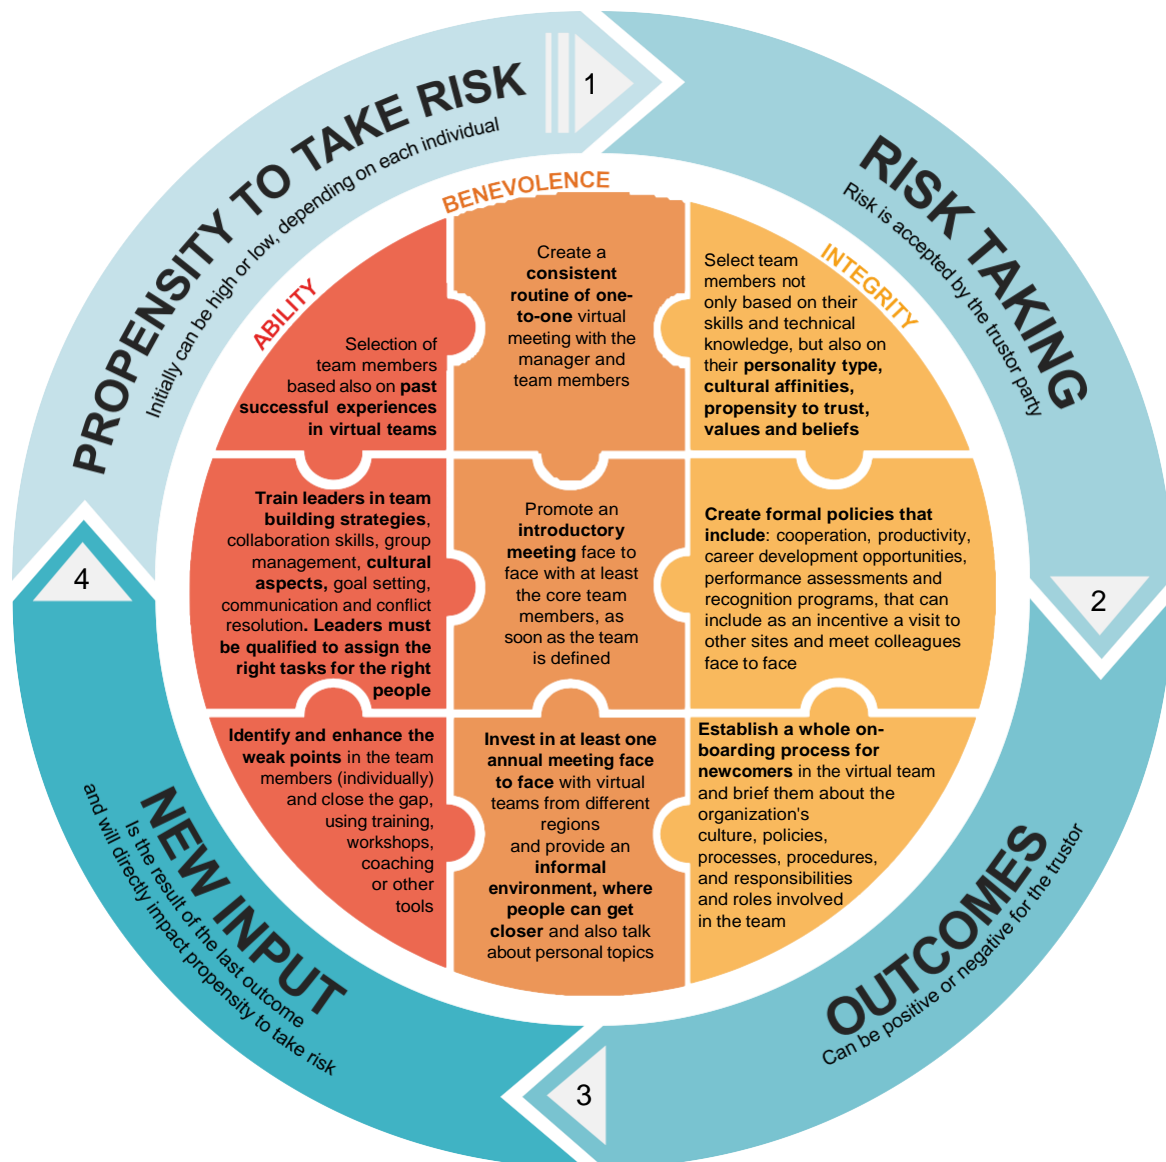 PROPENSITY TO TAKE RISK
Initially can be high or low, depending on each individual
1
RISK TAKING
Risk is accepted by the trustor party
2
OUTCOMES
Can be positive or negative for the trustor
3
NEW INPUT
Is the result of the last outcome
and will directly impact propensity to take risk
4
ABILITY
Selection of
team members
based also on past
successful experiences
in virtual teams
Train leaders in team
building strategies,
collaboration skills, group
management, cultural
aspects, goal setting,
communication and conflict
resolution. Leaders must
be qualified to assign the
right tasks for the right
people
Identify and enhance the
weak points in the team
members (individually)
and close the gap,
using training,
workshops,
coaching
or other
tools
BENEVOLENCE
Create a
consistent
routine of one-
to-one virtual
meeting with the
manager and
team members
Promote an
introductory
meeting face to
face with at least
the core team
members, as
soon as the team
is defined
Invest in at least one
annual meeting face
to face with virtual
teams from different
regions
and provide an
informal
environment, where
people can get
closer and also talk
about personal topics
INTEGRITY
Select team
members not
only based on their
skills and technical
knowledge, but also on
their personality type,
cultural affinities,
propensity to trust,
values and beliefs
Create formal policies that
include: cooperation, productivity,
career development opportunities,
performance assessments and
recognition programs, that can
include as an incentive a visit to
other sites and meet colleagues
face to face
Establish a whole on-
boarding process for
newcomers in the virtual team
and brief them about the
organization's
culture, policies,
processes, procedures,
and responsibilities
and roles involved
in the team